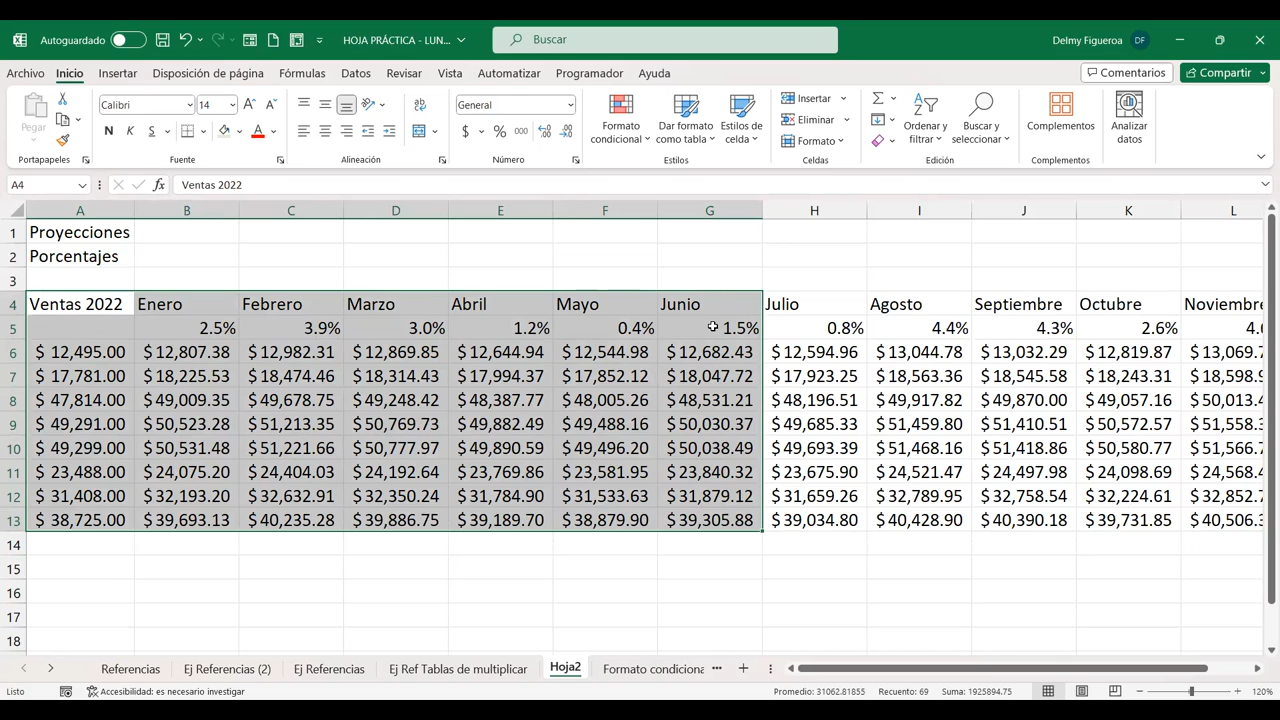 Autoguardado HOJA PRÁCTICA - LUN... Buscar Delmy Figueroa DF
Archivo Inicio Insertar Disposición de página Fórmulas Datos Revisar Vista Automatizar Programador Ayuda Comentarios Compartir
Pegar Calibri 14 General Insertar
N K S $ % 000 Formato condicional Dar formato como tabla Estilos de celda Eliminar Ordenar y filtrar Buscar y seleccionar Complementos Analizar datos
Formato
Portapapeles Fuente Alineación Número Estilos Celdas Edición Complementos
A4 fx Ventas 2022
A B C D E F G H I J K L
1 Proyecciones
2 Porcentajes
3
4 Ventas 2022 Enero Febrero Marzo Abril Mayo Junio Julio Agosto Septiembre Octubre Noviembre
5 2.5% 3.9% 3.0% 1.2% 0.4% 1.5% 0.8% 4.4% 4.3% 2.6% 4.
6 $ 12,495.00 $ 12,807.38 $ 12,982.31 $ 12,869.85 $ 12,644.94 $ 12,544.98 $ 12,682.43 $ 12,594.96 $ 13,044.78 $ 13,032.29 $ 12,819.87 $ 13,069.
7 $ 17,781.00 $ 18,225.53 $ 18,474.46 $ 18,314.43 $ 17,994.37 $ 17,852.12 $ 18,047.72 $ 17,923.25 $ 18,563.36 $ 18,545.58 $ 18,243.31 $ 18,598.
8 $ 47,814.00 $ 49,009.35 $ 49,678.75 $ 49,248.42 $ 48,387.77 $ 48,005.26 $ 48,531.21 $ 48,196.51 $ 49,917.82 $ 49,870.00 $ 49,057.16 $ 50,013.
9 $ 49,291.00 $ 50,523.28 $ 51,213.35 $ 50,769.73 $ 49,882.49 $ 49,488.16 $ 50,030.37 $ 49,685.33 $ 51,459.80 $ 51,410.51 $ 50,572.57 $ 51,558.
10 $ 49,299.00 $ 50,531.48 $ 51,221.66 $ 50,777.97 $ 49,890.59 $ 49,496.20 $ 50,038.49 $ 49,693.39 $ 51,468.16 $ 51,418.86 $ 50,580.77 $ 51,566.
11 $ 23,488.00 $ 24,075.20 $ 24,404.03 $ 24,192.64 $ 23,769.86 $ 23,581.95 $ 23,840.32 $ 23,675.90 $ 24,521.47 $ 24,497.98 $ 24,098.69 $ 24,568.
12 $ 31,408.00 $ 32,193.20 $ 32,632.91 $ 32,350.24 $ 31,784.90 $ 31,533.63 $ 31,879.12 $ 31,659.26 $ 32,789.95 $ 32,758.54 $ 32,224.61 $ 32,852.
13 $ 38,725.00 $ 39,693.13 $ 40,235.28 $ 39,886.75 $ 39,189.70 $ 38,879.90 $ 39,305.88 $ 39,034.80 $ 40,428.90 $ 40,390.18 $ 39,731.85 $ 40,506.
14
15
16
17
18
Referencias Ej Referencias (2) Ej Referencias Ej Ref Tablas de multiplicar Hoja2 Formato condiciona ...
Listo Accesibilidad: es necesario investigar Promedio: 31062.81855 Recuento: 69 Suma: 1925894.75 120%